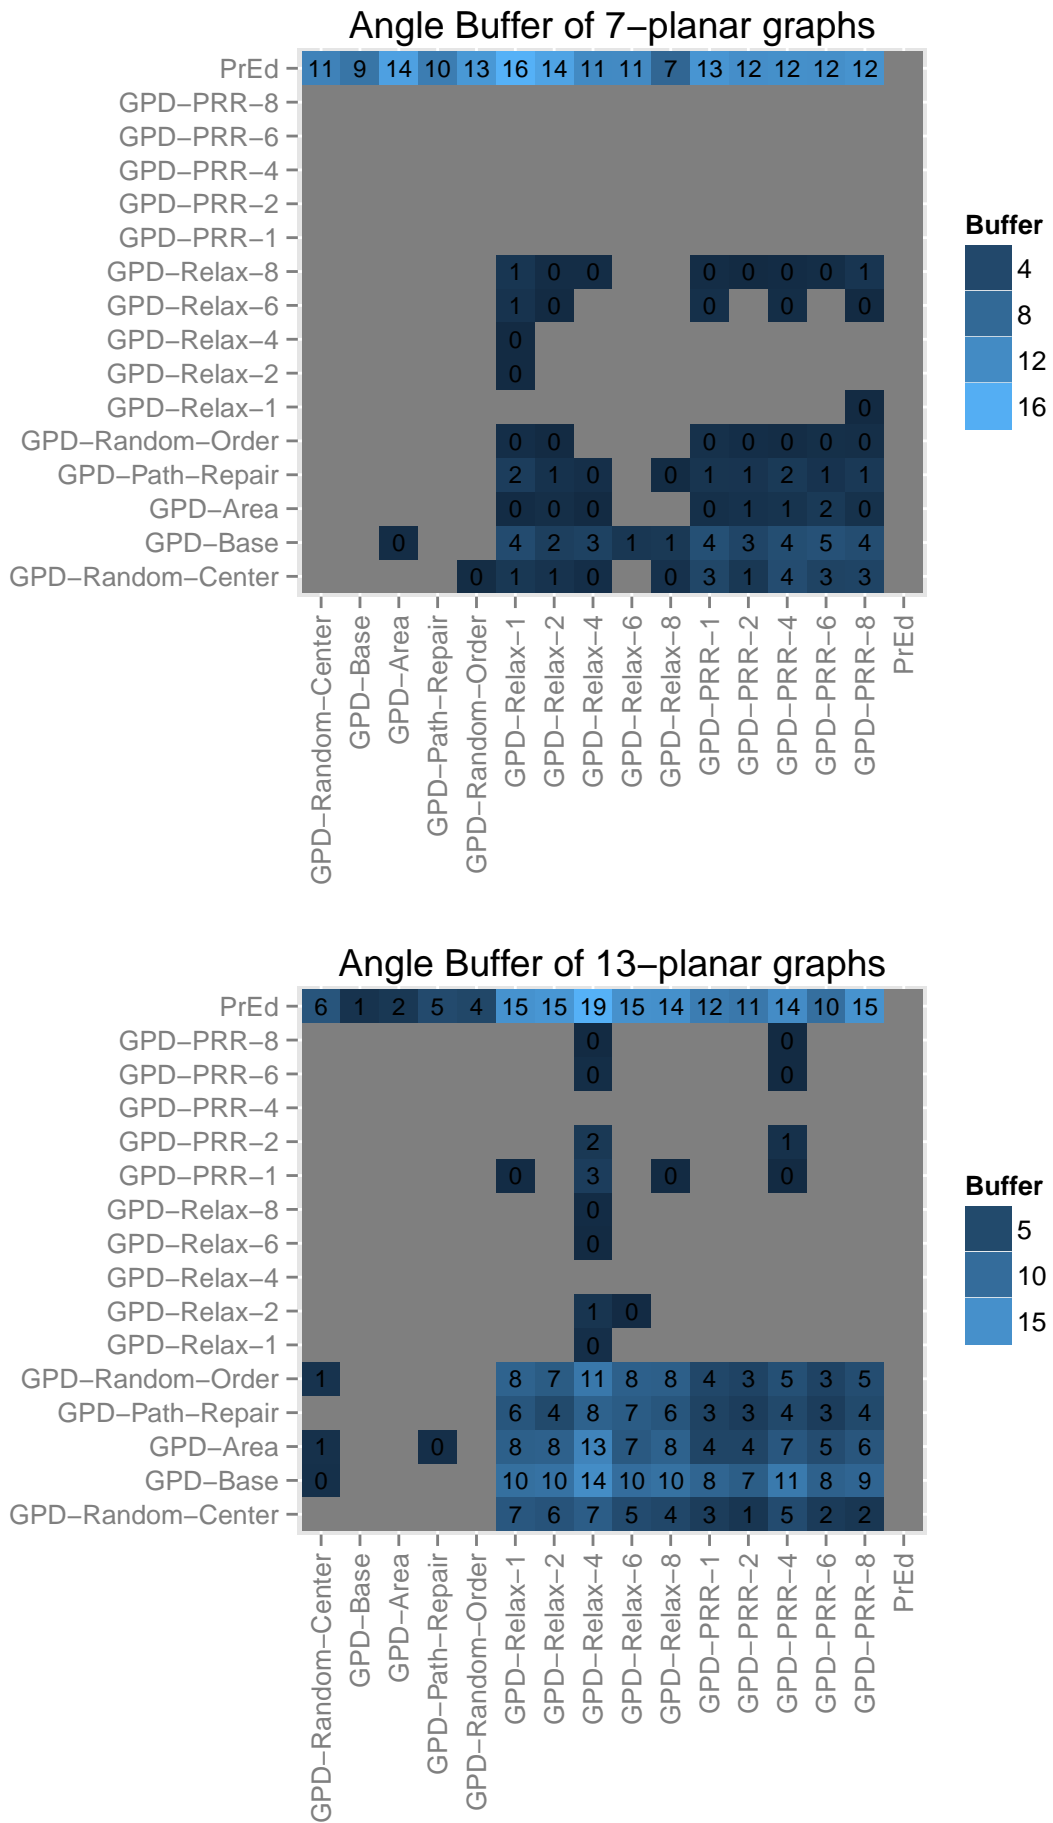 Angle Buffer of 7−planar graphs
PrEd 11 9 14 10 13 16 14 11 11 7 13 12 12 12 12
GPD−PRR−8
GPD−PRR−6
GPD−PRR−4
GPD−PRR−2
GPD−PRR−1
GPD−Relax−8 1 0 0 0 0 0 0 1
GPD−Relax−6 1 0 0 0 0
GPD−Relax−4 0
GPD−Relax−2 0
GPD−Relax−1 0
GPD−Random−Order 0 0 0 0 0 0 0
GPD−Path−Repair 2 1 0 0 1 1 2 1 1
GPD−Area 0 0 0 0 1 1 2 0
GPD−Base 0 4 2 3 1 1 4 3 4 5 4
GPD−Random−Center 0 1 1 0 0 3 1 4 3 3
GPD−Random−Center
GPD−Base
GPD−Area
GPD−Path−Repair
GPD−Random−Order
GPD−Relax−1
GPD−Relax−2
GPD−Relax−4
GPD−Relax−6
GPD−Relax−8
GPD−PRR−1
GPD−PRR−2
GPD−PRR−4
GPD−PRR−6
GPD−PRR−8
PrEd
Buffer
4
8
12
16
Angle Buffer of 13−planar graphs
PrEd 6 1 2 5 4 15 15 19 15 14 12 11 14 10 15
GPD−PRR−8 0 0
GPD−PRR−6 0 0
GPD−PRR−4
GPD−PRR−2 2 1
GPD−PRR−1 0 3 0 0
GPD−Relax−8 0
GPD−Relax−6 0
GPD−Relax−4
GPD−Relax−2 1 0
GPD−Relax−1 0
GPD−Random−Order 1 8 7 11 8 8 4 3 5 3 5
GPD−Path−Repair 6 4 8 7 6 3 3 4 3 4
GPD−Area 1 0 8 8 13 7 8 4 4 7 5 6
GPD−Base 0 10 10 14 10 10 8 7 11 8 9
GPD−Random−Center 7 6 7 5 4 3 1 5 2 2
GPD−Random−Center
GPD−Base
GPD−Area
GPD−Path−Repair
GPD−Random−Order
GPD−Relax−1
GPD−Relax−2
GPD−Relax−4
GPD−Relax−6
GPD−Relax−8
GPD−PRR−1
GPD−PRR−2
GPD−PRR−4
GPD−PRR−6
GPD−PRR−8
PrEd
Buffer
5
10
15